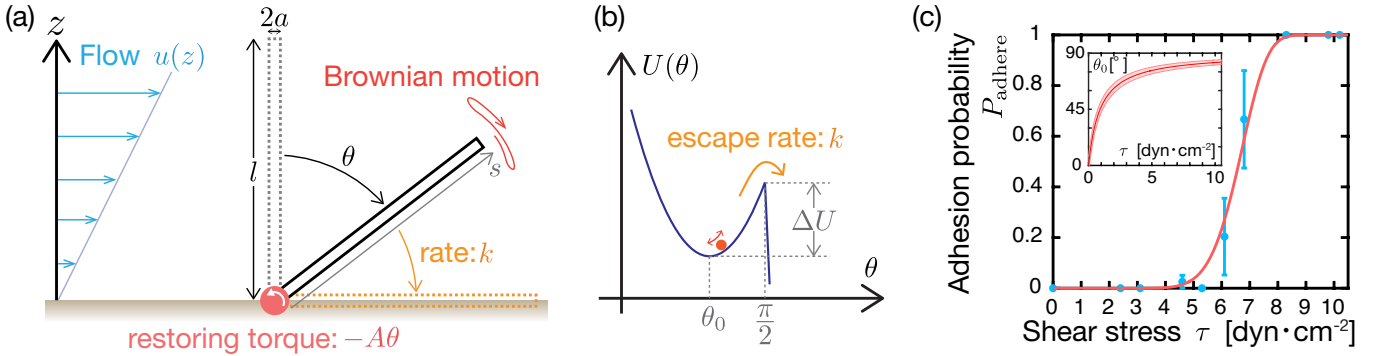 (a)
z
Flow u(z)
2a
l
θ
Brownian motion
s
rate: k
restoring torque: −Aθ
(b)
U(θ)
escape rate: k
ΔU
θ
θ₀
π/2
(c)
Adhesion probability
P_adhere
1
0.8
0.6
0.4
0.2
0
90
θ₀[°]
45
0
τ [dyn·cm⁻²]
0 5 10
0 1 2 3 4 5 6 7 8 9 10
Shear stress τ [dyn·cm⁻²]